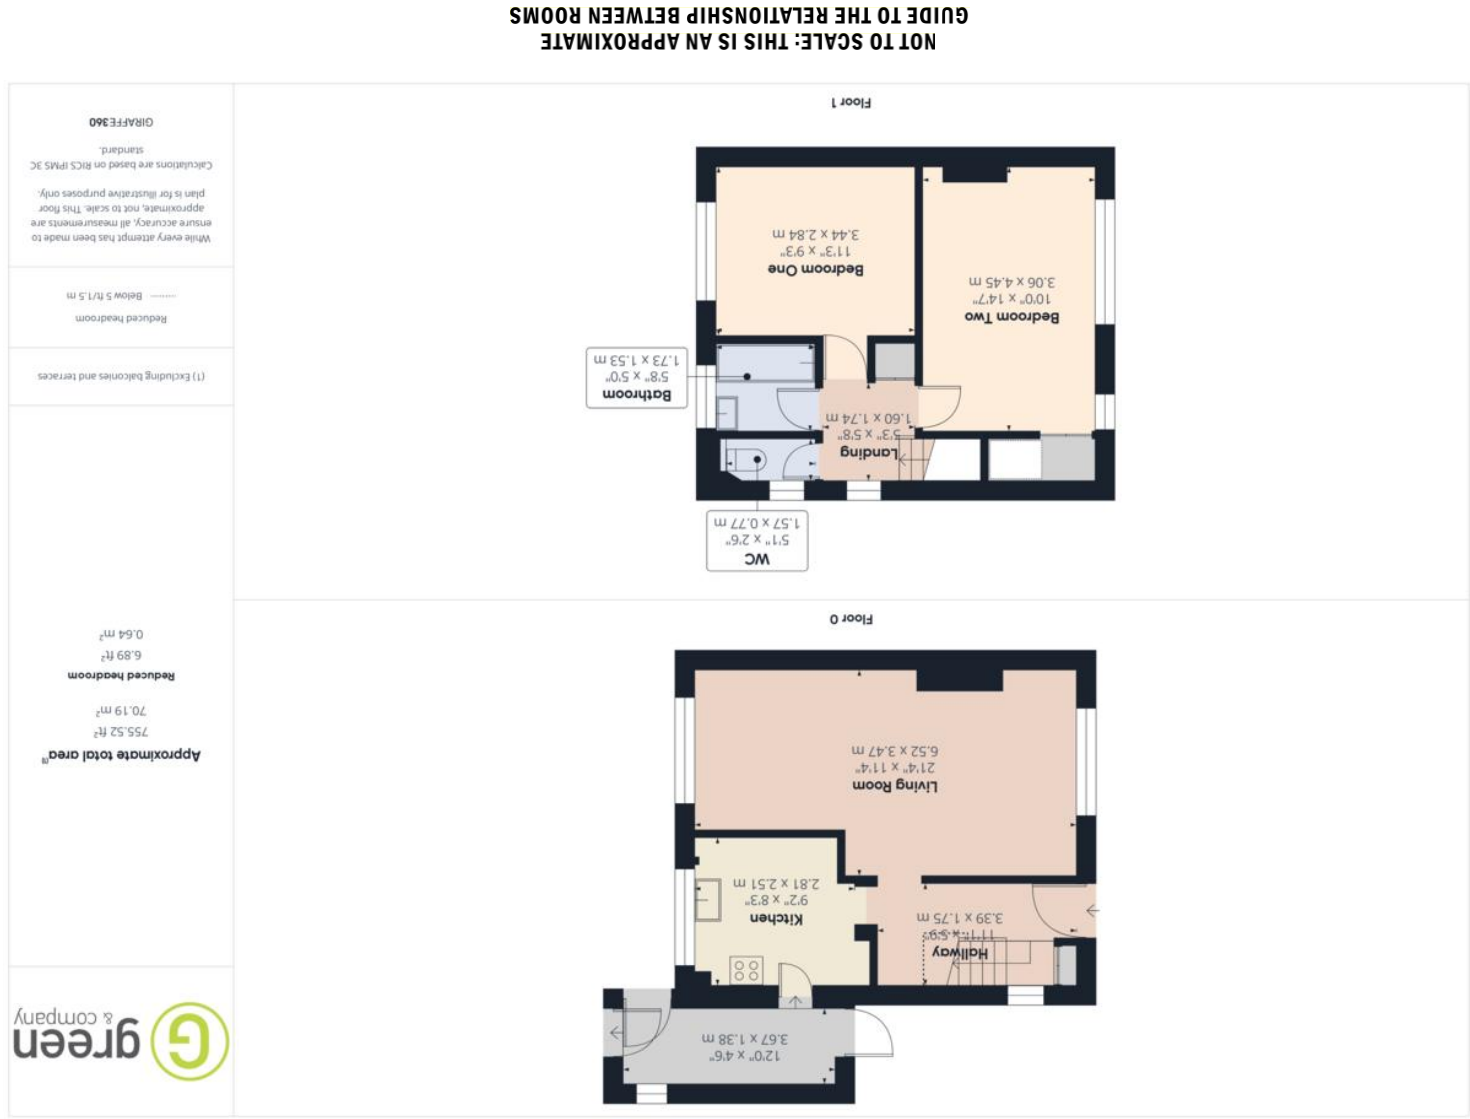 green
& company
Approximate total area(1)
755.52 ft²
70.19 m²
Reduced headroom
6.89 ft²
0.64 m²
(1) Excluding balconies and terraces
Reduced headroom
Below 5 ft/1.5 m
While every attempt has been made to
ensure accuracy, all measurements are
approximate, not to scale. This floor
plan is for illustrative purposes only.
Calculations are based on RICS IPMS 3C
standard.
GIRAFFE360
12'0" x 4'6"
3.67 x 1.38 m
Hallway
11'1" x 5'9"
3.39 x 1.75 m
Kitchen
9'2" x 8'3"
2.81 x 2.51 m
Living Room
21'4" x 11'4"
6.52 x 3.47 m
Floor 0
WC
5'1" x 2'6"
1.57 x 0.77 m
Landing
5'3" x 5'8"
1.60 x 1.74 m
Bathroom
5'8" x 5'0"
1.73 x 1.53 m
Bedroom Two
10'0" x 14'7"
3.06 x 4.45 m
Bedroom One
11'3" x 9'3"
3.44 x 2.84 m
Floor 1
NOT TO SCALE: THIS IS AN APPROXIMATE
GUIDE TO THE RELATIONSHIP BETWEEN ROOMS